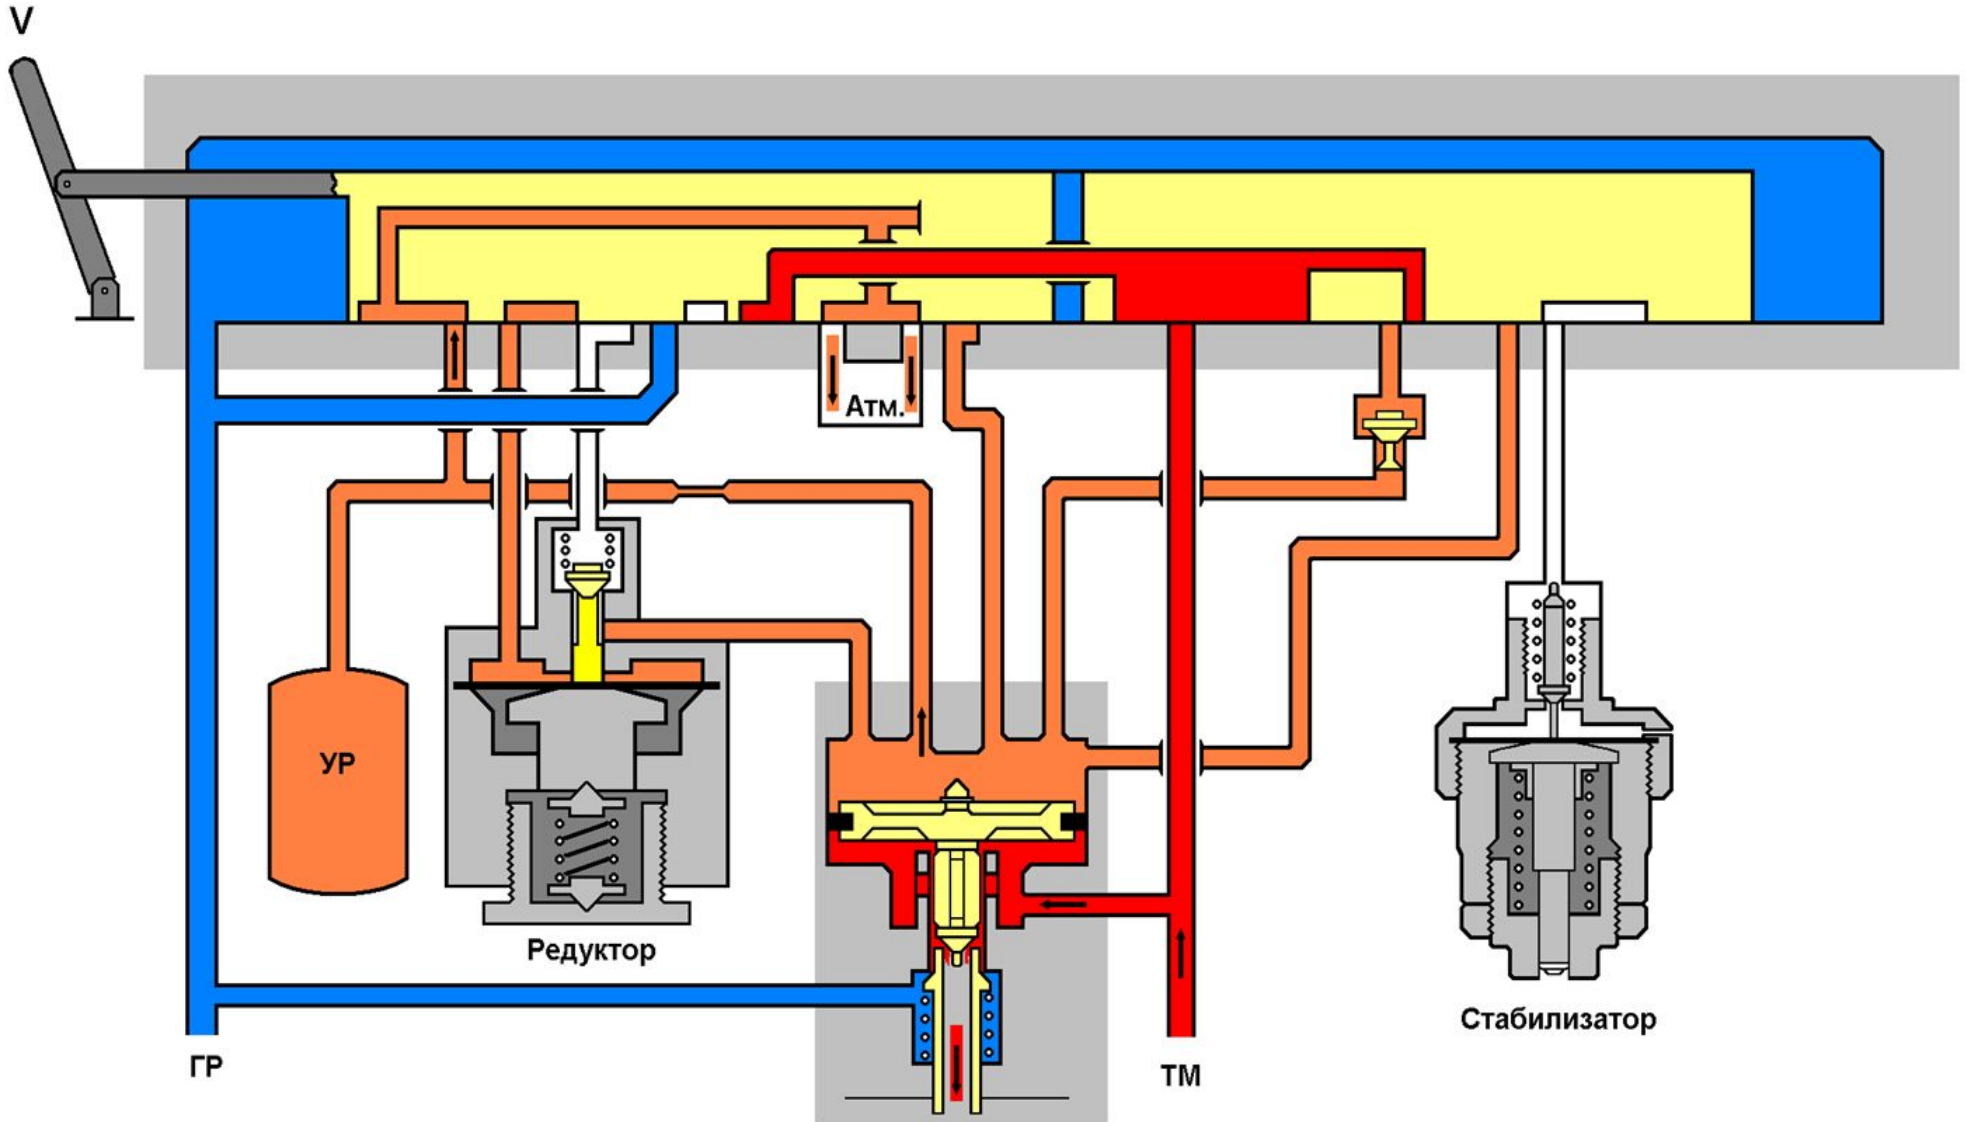 V
Атм.
УР
Редуктор
Стабилизатор
ГР
ТМ